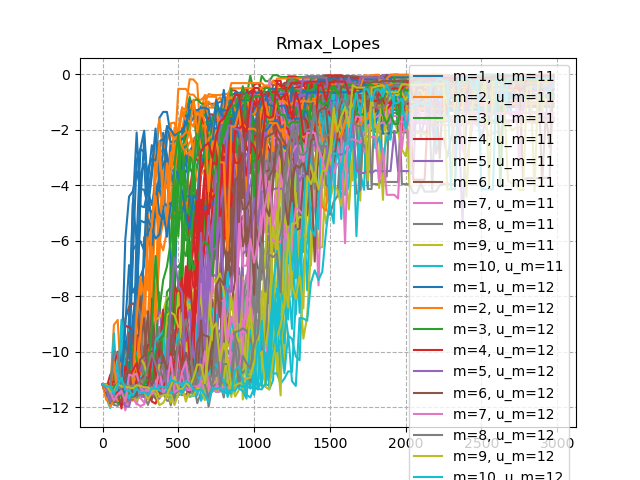 Rmax_Lopes
0
−2
−4
−6
−8
−10
−12
0
500
1000
1500
2000
2500
3000
m=1, u_m=11
m=2, u_m=11
m=3, u_m=11
m=4, u_m=11
m=5, u_m=11
m=6, u_m=11
m=7, u_m=11
m=8, u_m=11
m=9, u_m=11
m=10, u_m=11
m=1, u_m=12
m=2, u_m=12
m=3, u_m=12
m=4, u_m=12
m=5, u_m=12
m=6, u_m=12
m=7, u_m=12
m=8, u_m=12
m=9, u_m=12
m=10, u_m=12